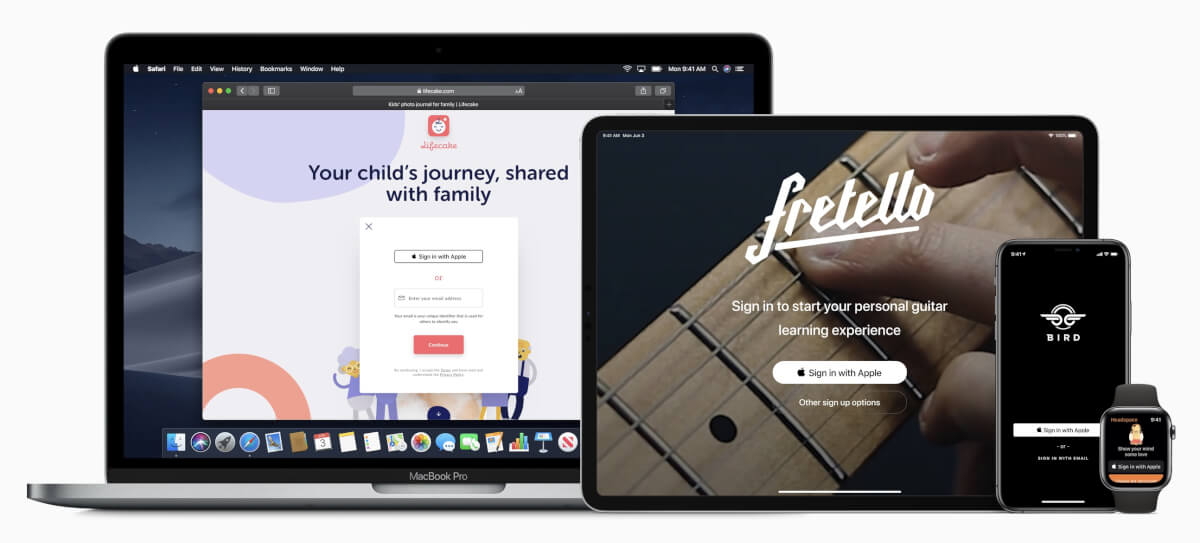 Safari File Edit View History Bookmarks Window Help
Mon 9:41 AM
lifecake.com
Kids' photo journal for family | Lifecake
Lifecake
Your child's journey, shared
with family
Sign in with Apple
or
Enter your email address
Your email is your unique identifier that is used for
others to identify you.
Continue
By continuing, I accept the Terms and have read and
understood the Privacy Policy.
3
MacBook Pro
9:41 AM Mon Jun 3
100%
fretello
Sign in to start your personal guitar
learning experience
Sign in with Apple
Other sign up options
9:41
BIRD
Sign in with Apple
- or -
SIGN IN WITH EMAIL
Headspace 9:41
Show your mind
some love
Sign in with Apple